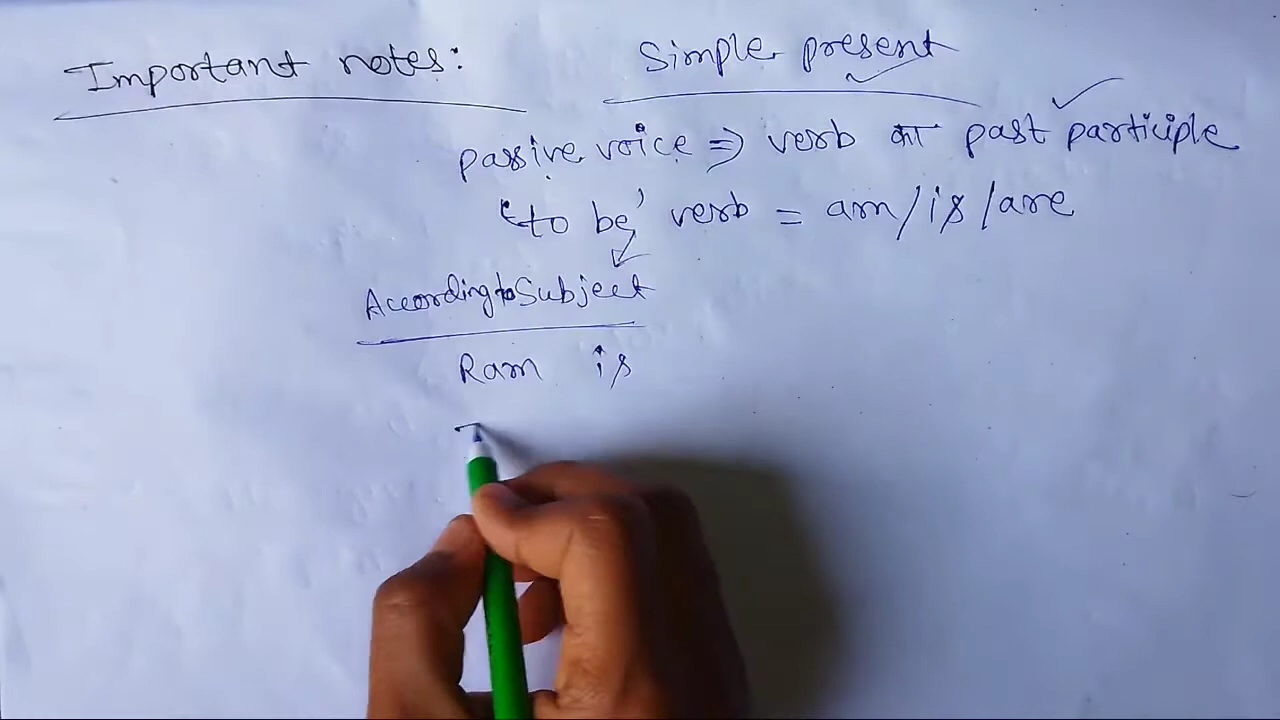 Important notes:
Simple present
passive voice ⇒ verb का past participle
'to be' verb = am/is/are
According to Subject
Ram is